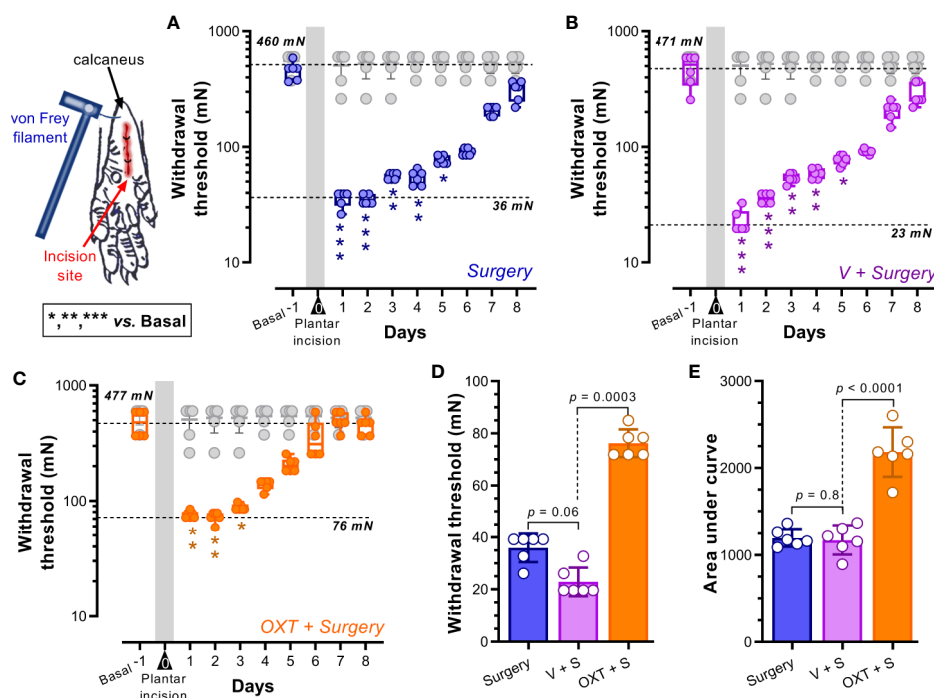 calcaneus
von Frey
filament
Incision
site
*,**,*** vs. Basal
A
Withdrawal
threshold (mN)
1000
100
10
460 mN
36 mN
*
*
*
*
*
*
*
*
*
*
*
Surgery
Basal -1 0 1 2 3 4 5 6 7 8
Plantar
incision
Days
B
Withdrawal
threshold (mN)
1000
100
10
471 mN
23 mN
*
*
*
*
*
*
*
*
*
*
*
V + Surgery
Basal -1 0 1 2 3 4 5 6 7 8
Plantar
incision
Days
C
Withdrawal
threshold (mN)
1000
100
10
477 mN
76 mN
*
*
*
*
*
OXT + Surgery
Basal -1 0 1 2 3 4 5 6 7 8
Plantar
incision
Days
D
Withdrawal threshold (mN)
100
80
60
40
20
0
p = 0.0003
p = 0.06
Surgery
V + S
OXT + S
E
Area under curve
3000
2000
1000
0
p < 0.0001
p = 0.8
Surgery
V + S
OXT + S